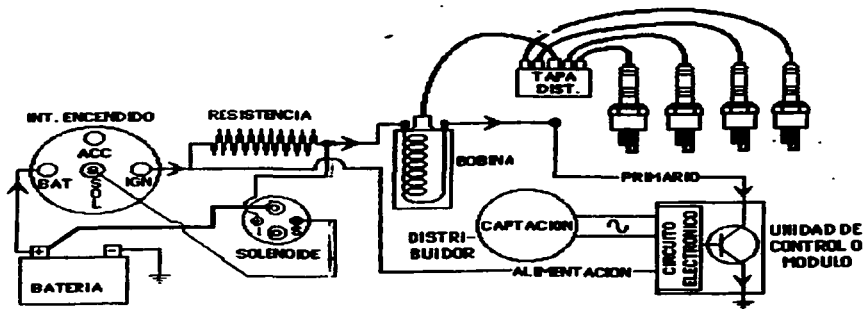 TAPA
DIST.
INT. ENCENDIDO
RESISTENCIA
ACC
BAT
SOL
IGN
BOBINA
PRIMARIO
CAPTACION
DISTRI-
BUIDOR
CIRCUITO
ELECTRONICO
UNIDAD DE
CONTROL O
MODULO
I
S
SOLENOIDE
ALIMENTACION
+
-
BATERIA